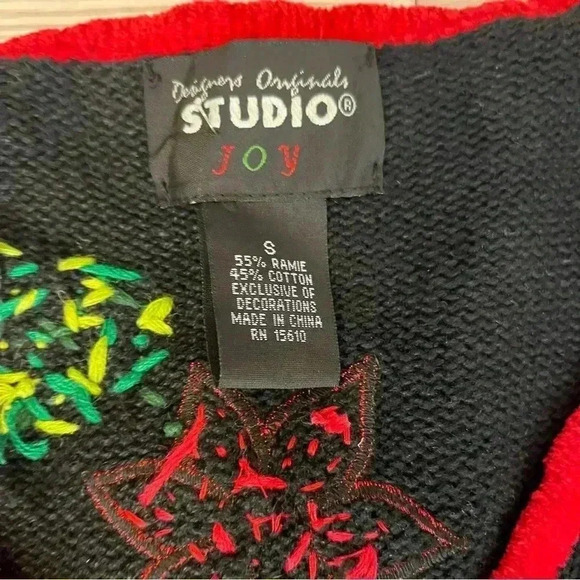 Designers Originals
STUDIO®
JOY
S
55% RAMIE
45% COTTON
EXCLUSIVE OF
DECORATIONS
MADE IN CHINA
RN 15610